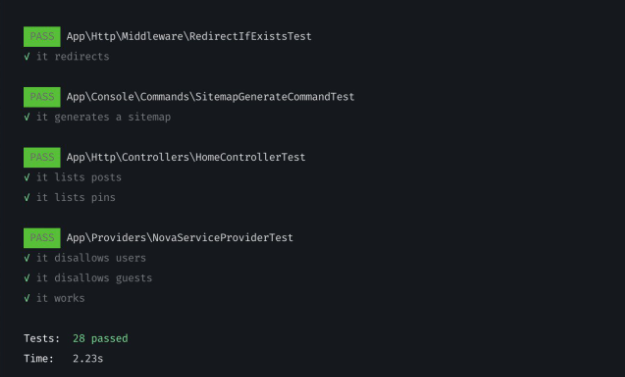 PASS App\Http\Middleware\RedirectIfExistsTest
√ it redirects
PASS App\Console\Commands\SitemapGenerateCommandTest
√ it generates a sitemap
PASS App\Http\Controllers\HomeControllerTest
√ it lists posts
√ it lists pins
PASS App\Providers\NovaServiceProviderTest
√ it disallows users
√ it disallows guests
√ it works
Tests: 28 passed
Time: 2.23s